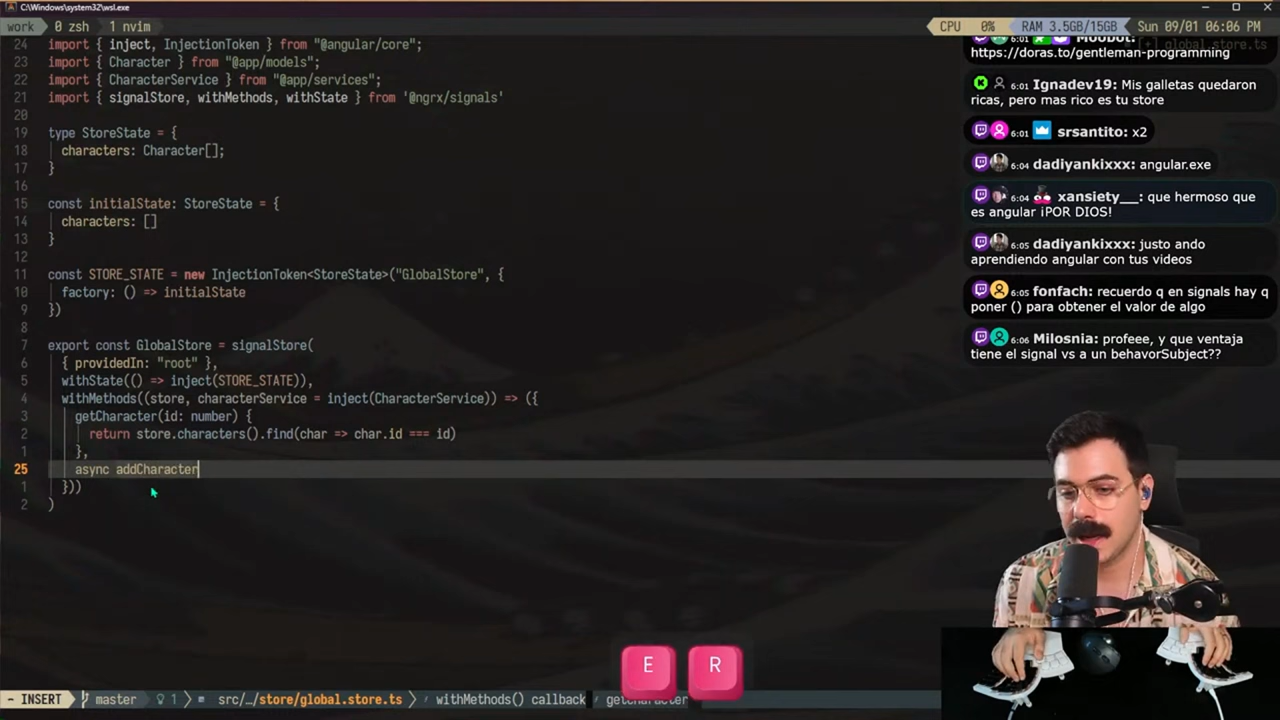 C:\Windows\system32\wsl.exe
work 0 zsh 1 nvim
CPU 0% RAM 3.5GB/15GB Sun 09/01 06:06 PM
24 import { inject, InjectionToken } from "@angular/core";
23 import { Character } from "@app/models";
22 import { CharacterService } from "@app/services";
21 import { signalStore, withMethods, withState } from '@ngrx/signals'
20
19 type StoreState = {
18 characters: Character[];
17 }
16
15 const initialState: StoreState = {
14 characters: []
13 }
12
11 const STORE_STATE = new InjectionToken<StoreState>("GlobalStore", {
10 factory: () => initialState
9 })
8
7 export const GlobalStore = signalStore(
6 { providedIn: "root" },
5 withState(() => inject(STORE_STATE)),
4 withMethods((store, characterService = inject(CharacterService)) => ({
3 getCharacter(id: number) {
2 return store.characters().find(char => char.id === id)
1 },
25 async addCharacter
1 }))
2 )
global.store.ts
6:01 Moobot:
https://doras.to/gentleman-programming
6:01 Ignadev19: Mis galletas quedaron
ricas, pero mas rico es tu store
6:01 srsantito: x2
6:04 dadiyankixxx: angular.exe
6:04 xansiety__: que hermoso que
es angular ¡POR DIOS!
6:05 dadiyankixxx: justo ando
aprendiendo angular con tus videos
6:05 fonfach: recuerdo q en signals hay q
poner () para obtener el valor de algo
6:06 Milosnia: profeee, y que ventaja
tiene el signal vs a un behavorSubject??
E R
INSERT master 1 src/…/store/global.store.ts withMethods() callback getCharacter